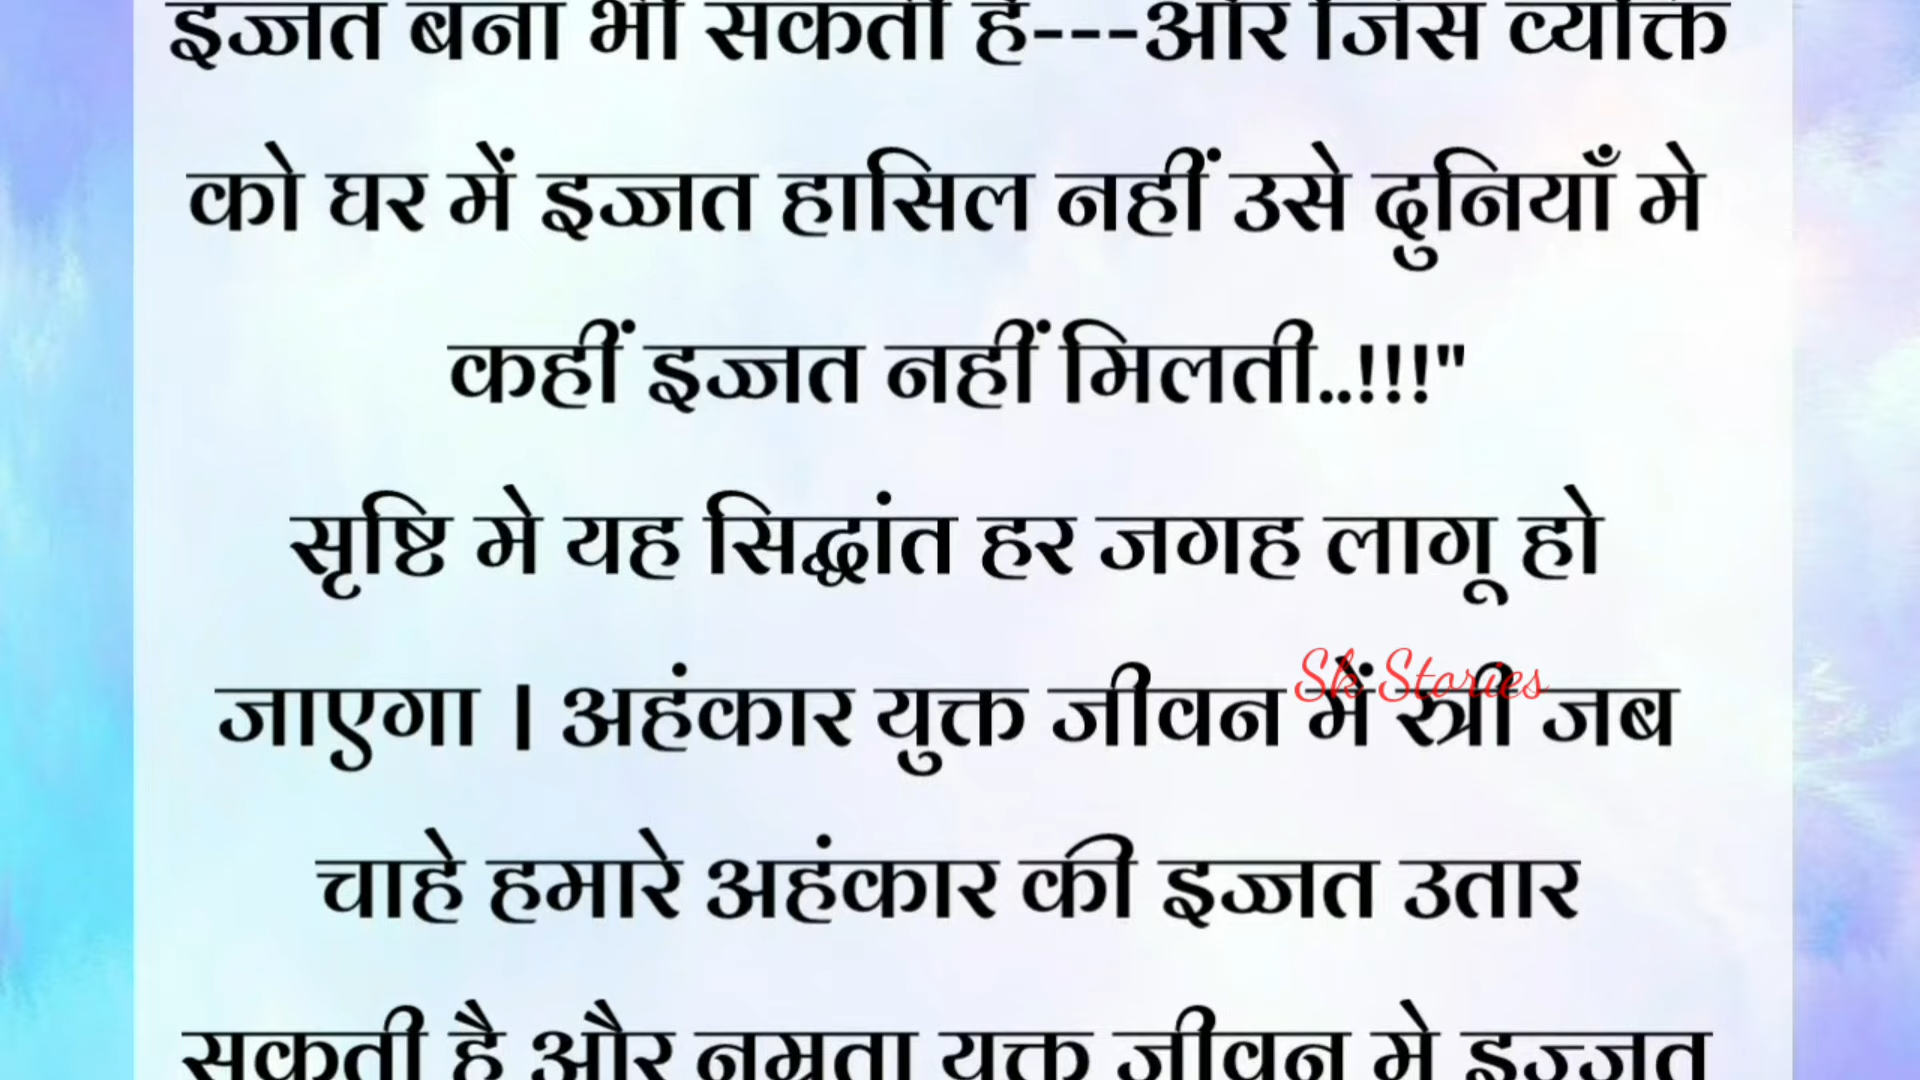 इज्जत बना भी सकती है---और जिस व्यक्ति
को घर में इज्जत हासिल नहीं उसे दुनियाँ मे
कहीं इज्जत नहीं मिलती..!!!"
सृष्टि मे यह सिद्धांत हर जगह लागू हो
जाएगा । अहंकार युक्त जीवन में स्त्री जब
Sk Stories
चाहे हमारे अहंकार की इज्जत उतार
सकती है और नम्रता युक्त जीवन मे इज्जत